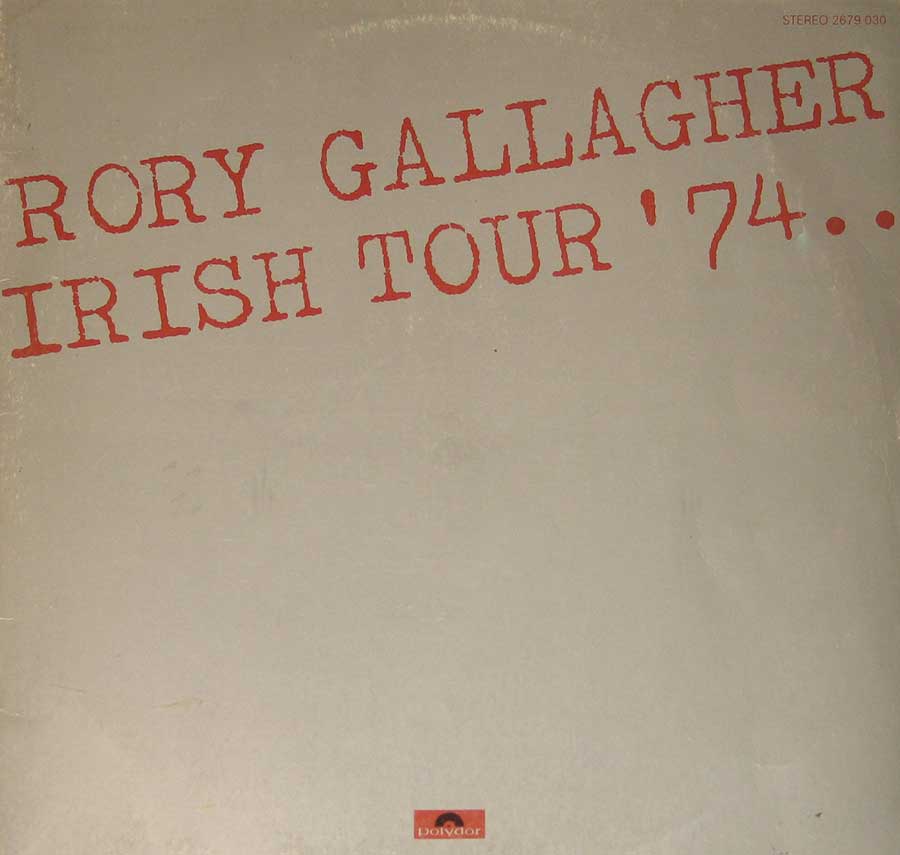 STEREO 2679 030
RORY GALLAGHER
IRISH TOUR '74..
polydor